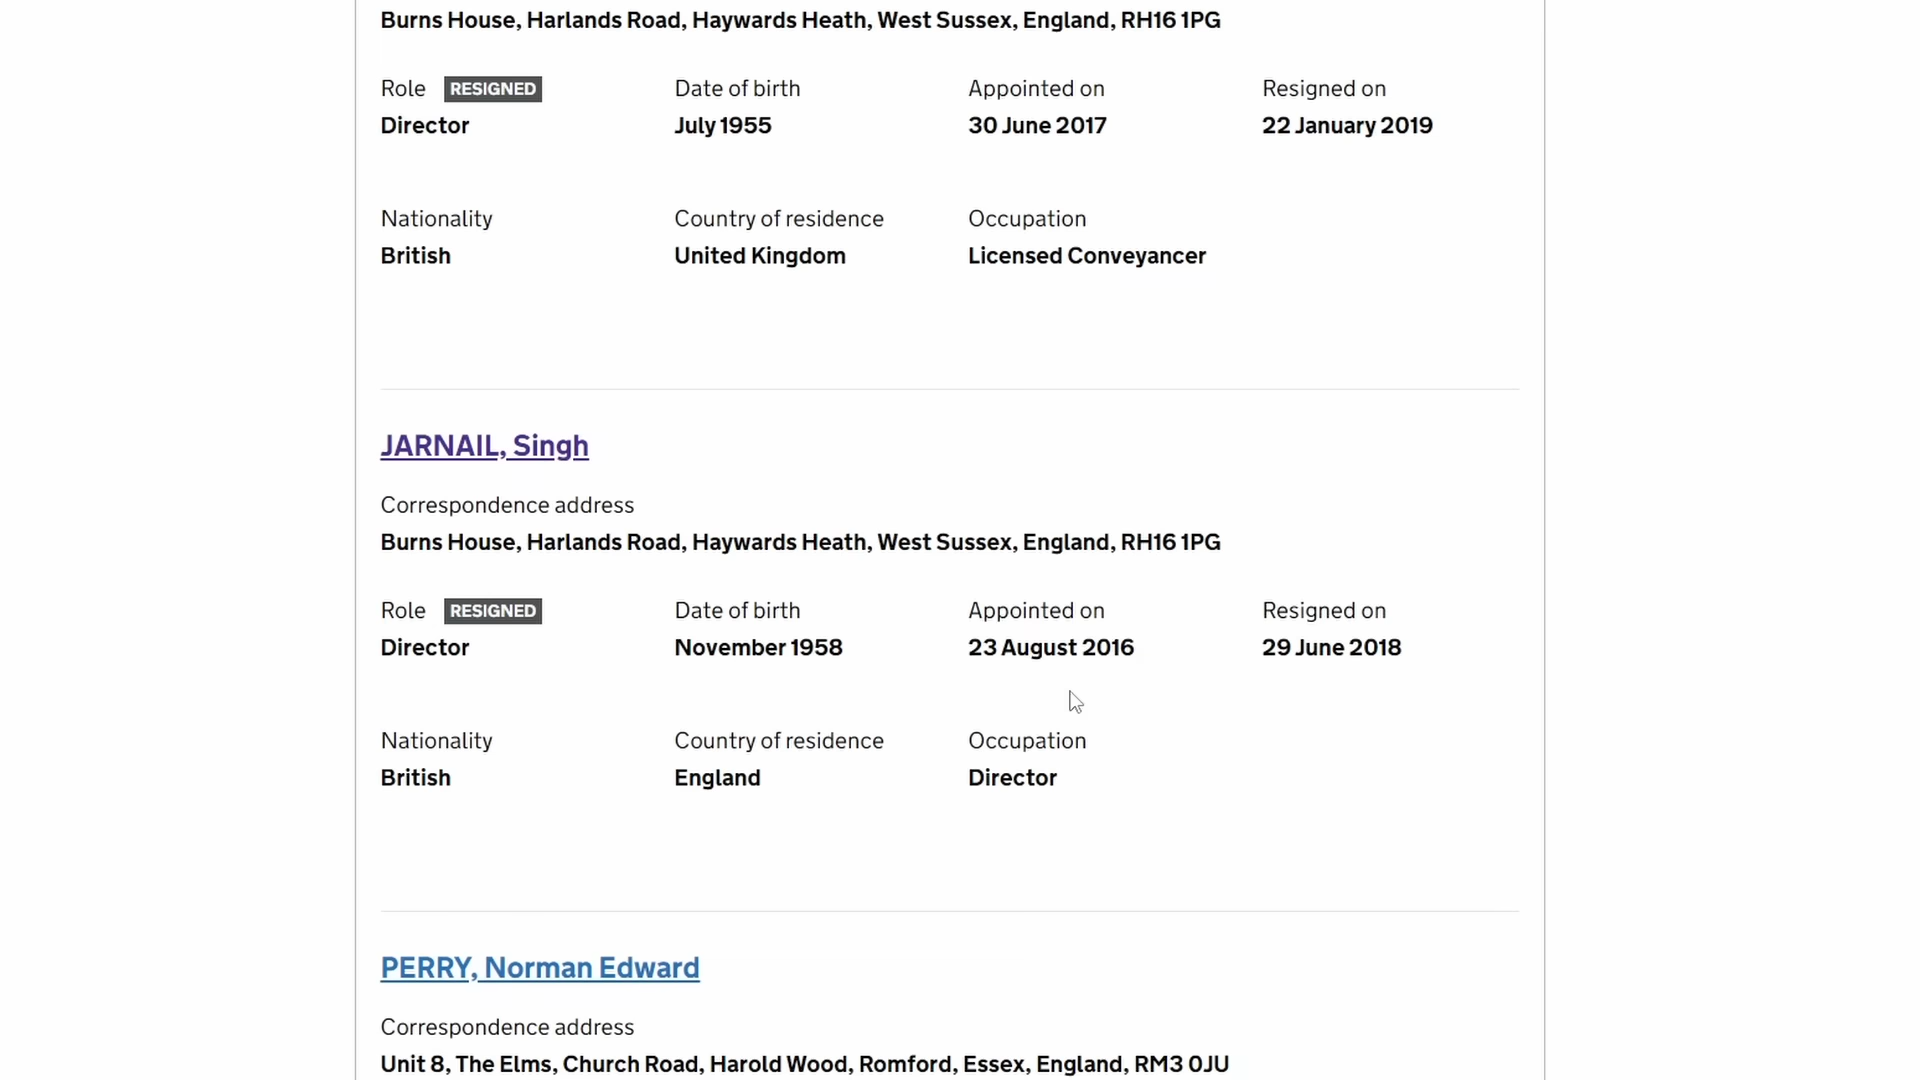 Burns House, Harlands Road, Haywards Heath, West Sussex, England, RH16 1PG
Role RESIGNED Date of birth Appointed on Resigned on
Director July 1955 30 June 2017 22 January 2019
Nationality Country of residence Occupation
British United Kingdom Licensed Conveyancer
JARNAIL, Singh
Correspondence address
Burns House, Harlands Road, Haywards Heath, West Sussex, England, RH16 1PG
Role RESIGNED Date of birth Appointed on Resigned on
Director November 1958 23 August 2016 29 June 2018
Nationality Country of residence Occupation
British England Director
PERRY, Norman Edward
Correspondence address
Unit 8, The Elms, Church Road, Harold Wood, Romford, Essex, England, RM3 0JU